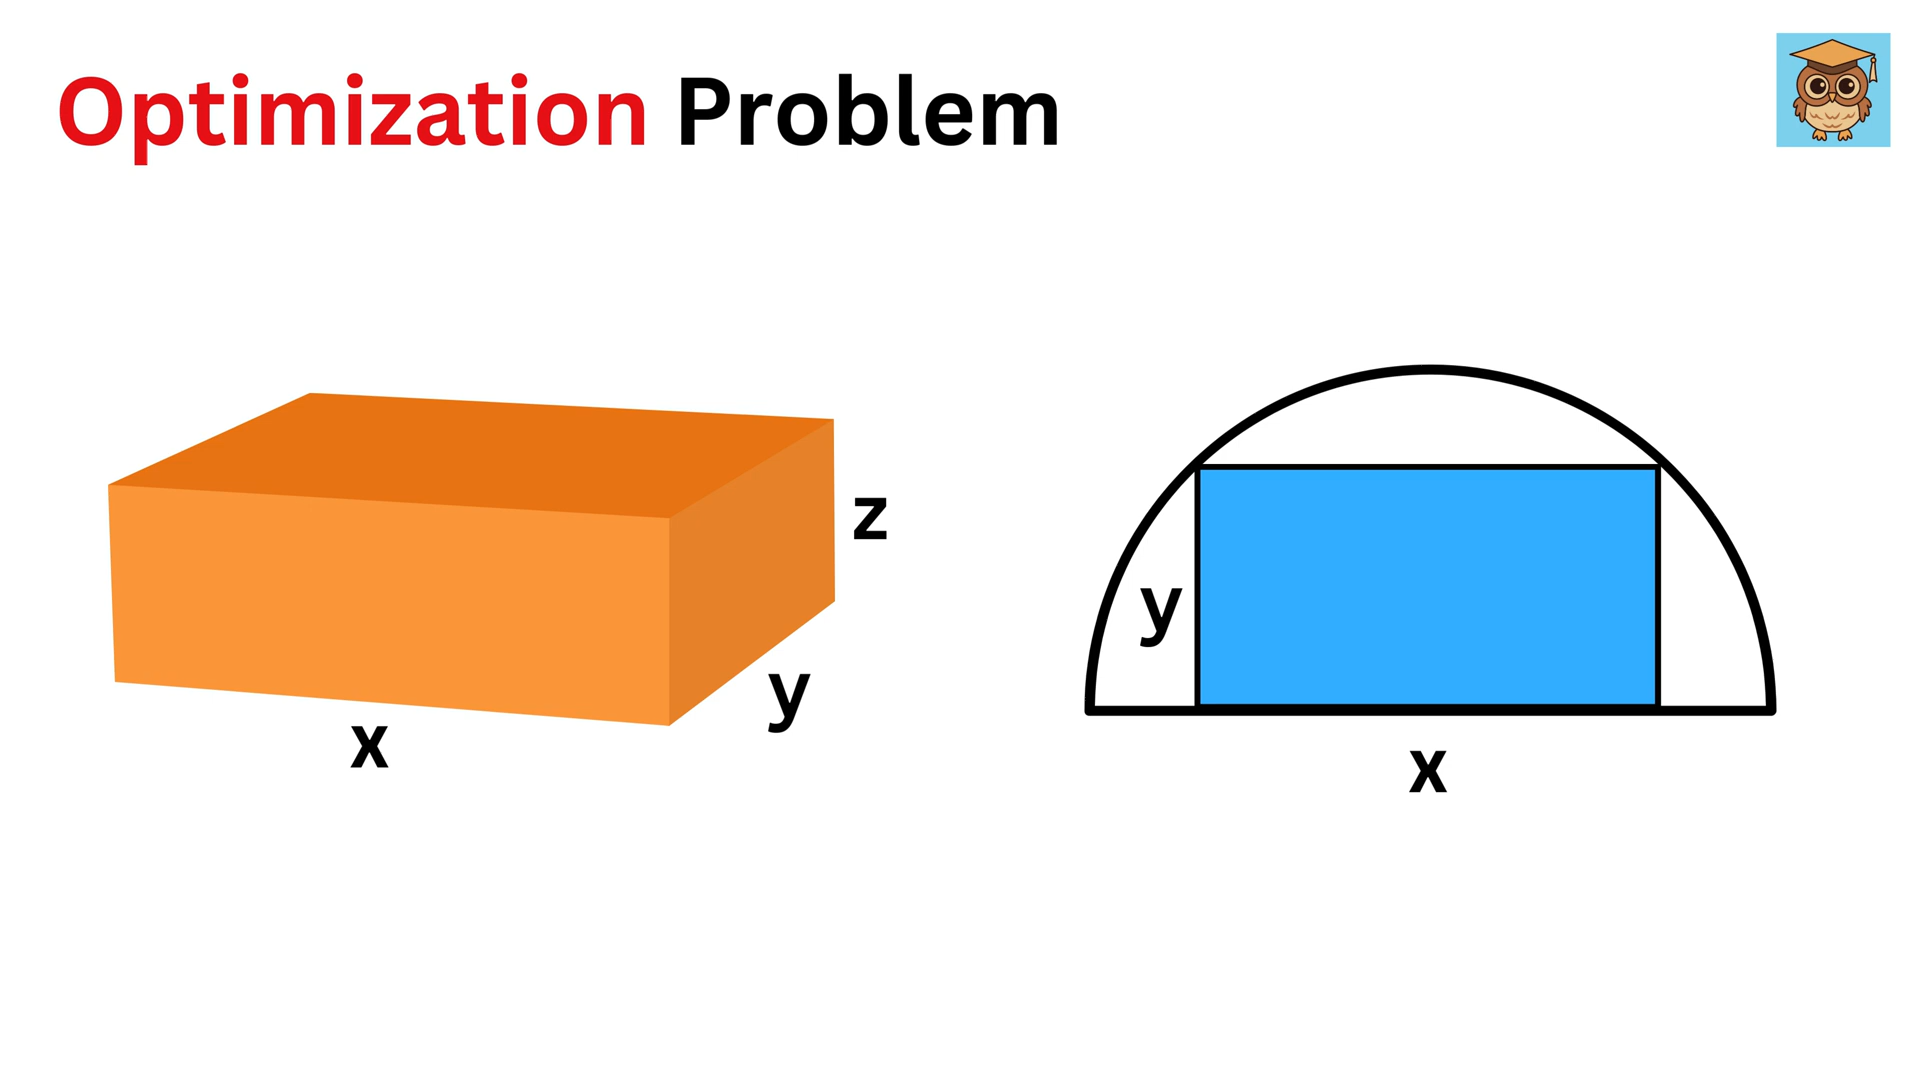 Optimization Problem
z
y
x
y
x